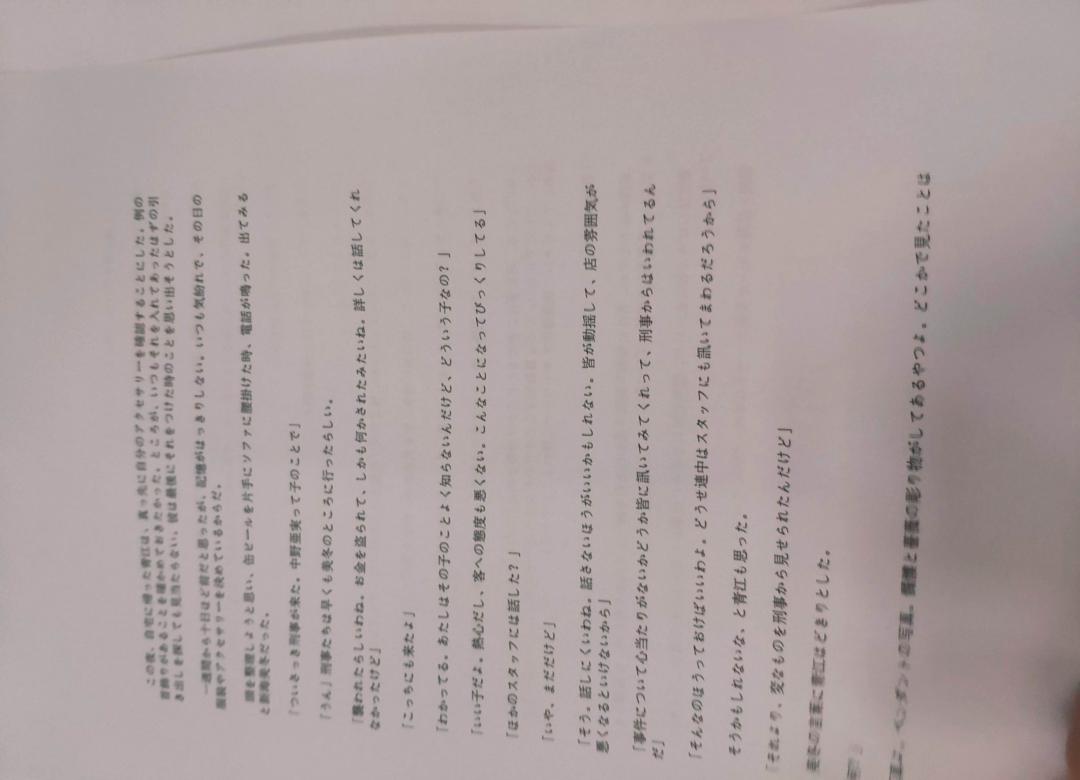 この夜、自宅に帰った青江は、真っ先に自分のアクセサリーを確認することにした。例の
首飾りがあることを確かめておきたかった。ところが、いつもそれを入れてあったはずの引
き出しを探しても見当たらない。彼は最後にそれをつけた時のことを思い出そうとした。
一週間から十日ほど前だと思ったが、記憶がはっきりしない。いつも気紛れで、その日の
服装やアクセサリーを決めているからだ。
頭を整理しようと思い、缶ビールを片手にソファに腰掛けた時、電話が鳴った。出てみる
と新海美冬だった。
「ついさっき刑事が来た。中野亜実って子のことで」
「うん」刑事たちは早くも美冬のところに行ったらしい。
「襲われたらしいわね。お金を盗られて、しかも何かされたみたいね。詳しくは話してくれ
なかったけど」
「こっちにも来たよ」
「わかってる。あたしはその子のことよく知らないんだけど、どういう子なの？」
「いい子だよ。熱心だし、客への態度も悪くない。こんなことになってびっくりしてる」
「ほかのスタッフには話した？」
「いや、まだだけど」
「そう。話しにくいわね。話さないほうがいいかもしれない。皆が動揺して、店の雰囲気が
悪くなるといけないから」
「事件について心当たりがないかどうか皆に訊いてみてくれって、刑事からはいわれてるん
だ」
「そんなのほうっておけばいいわよ。どうせ連中はスタッフにも訊いてまわるだろうから」
そうかもしれないな、と青江も思った。
「それより、変なものを刑事から見せられたんだけど」
美冬の言葉に青江はどきりとした。
ペンダントの写真。髑髏と薔薇の彫り物がしてあるやつよ。どこかで見たことは